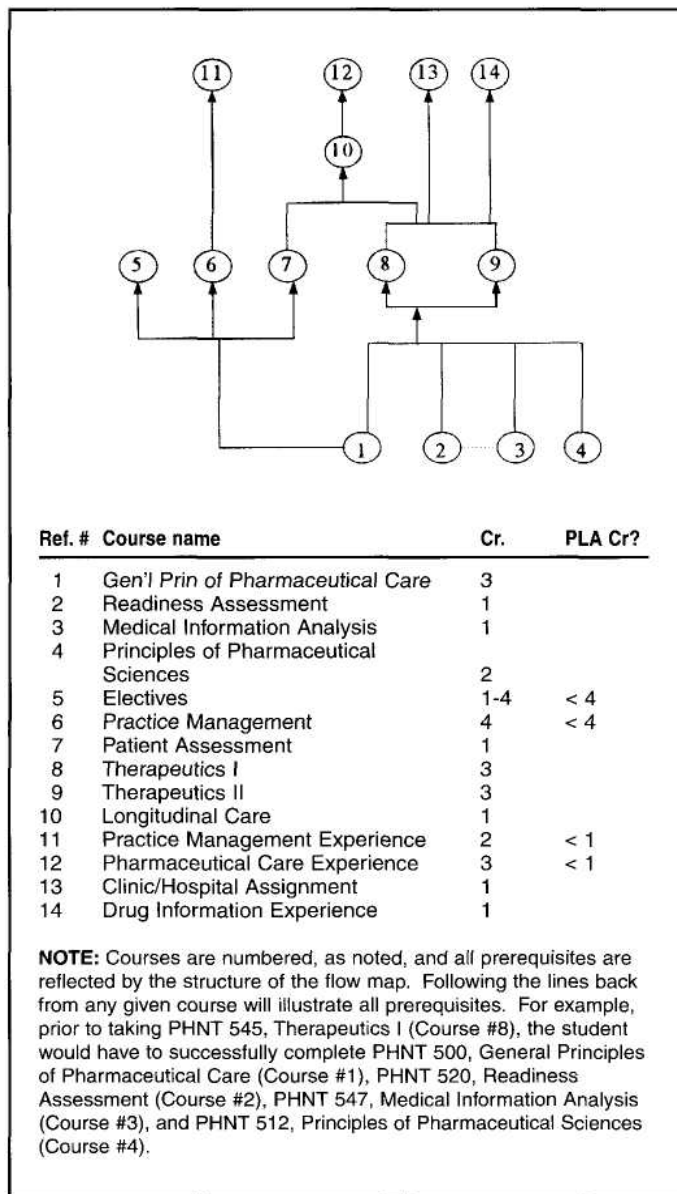 11 12 13 14
10
5 6 7 8 9
1 2 3 4
Ref. # Course name Cr. PLA Cr?
1 Gen'l Prin of Pharmaceutical Care 3
2 Readiness Assessment 1
3 Medical Information Analysis 1
4 Principles of Pharmaceutical
Sciences 2
5 Electives 1-4 < 4
6 Practice Management 4 < 4
7 Patient Assessment 1
8 Therapeutics I 3
9 Therapeutics II 3
10 Longitudinal Care 1
11 Practice Management Experience 2 < 1
12 Pharmaceutical Care Experience 3 < 1
13 Clinic/Hospital Assignment 1
14 Drug Information Experience 1
NOTE: Courses are numbered, as noted, and all prerequisites are
reflected by the structure of the flow map. Following the lines back
from any given course will illustrate all prerequisites. For example,
prior to taking PHNT 545, Therapeutics I (Course #8), the student
would have to successfully complete PHNT 500, General Principles
of Pharmaceutical Care (Course #1), PHNT 520, Readiness
Assessment (Course #2), PHNT 547, Medical Information Analysis
(Course #3), and PHNT 512, Principles of Pharmaceutical Sciences
(Course #4).